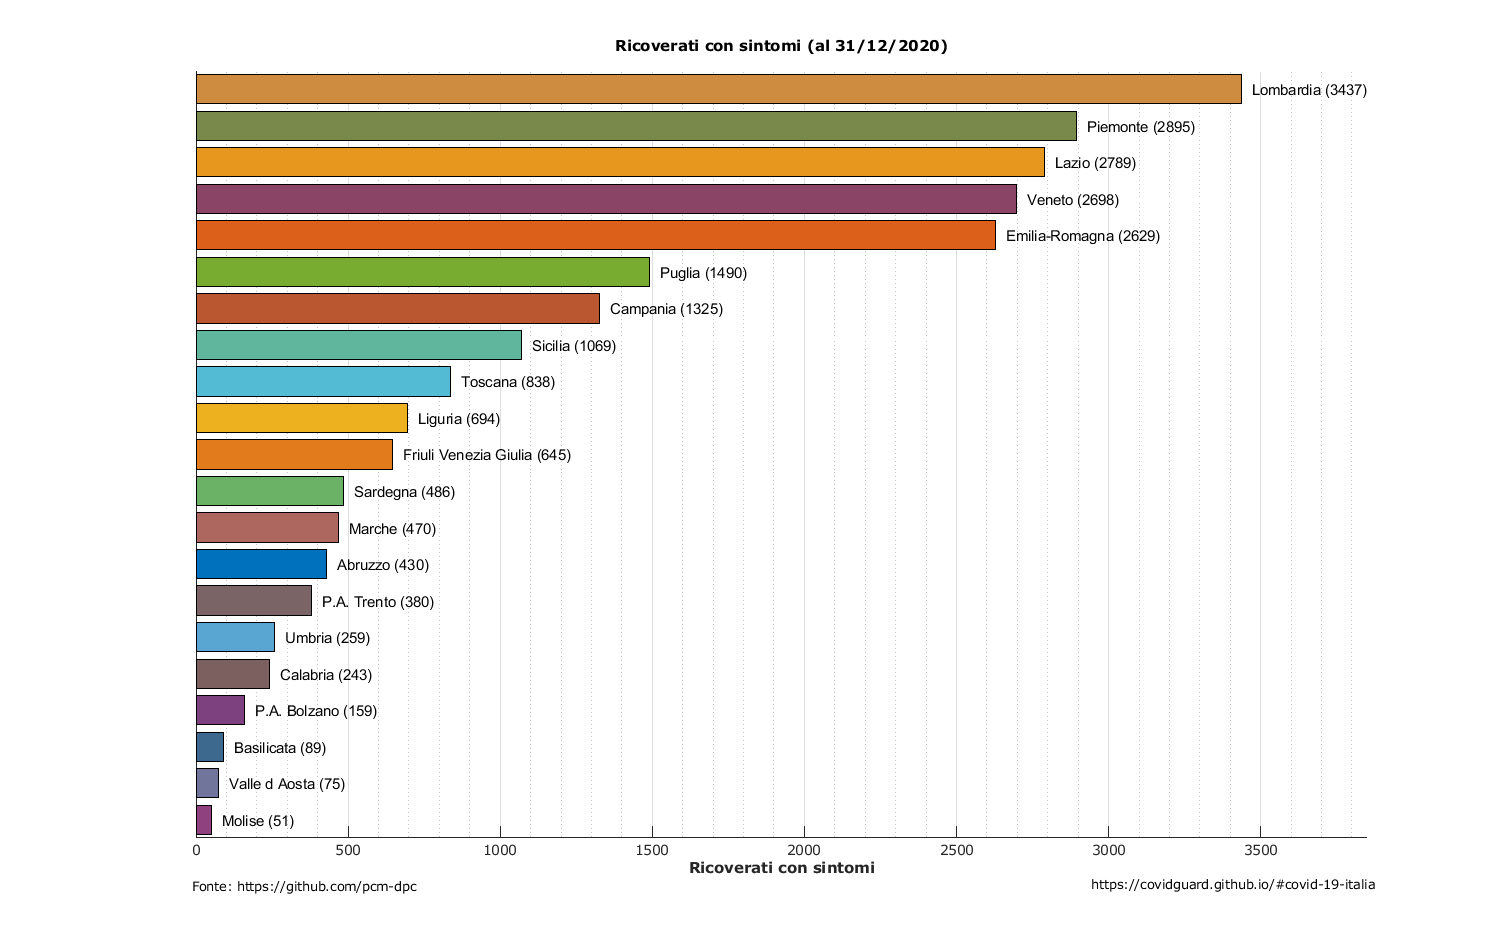 Ricoverati con sintomi (al 31/12/2020)
Lombardia (3437)
Piemonte (2895)
Lazio (2789)
Veneto (2698)
Emilia-Romagna (2629)
Puglia (1490)
Campania (1325)
Sicilia (1069)
Toscana (838)
Liguria (694)
Friuli Venezia Giulia (645)
Sardegna (486)
Marche (470)
Abruzzo (430)
P.A. Trento (380)
Umbria (259)
Calabria (243)
P.A. Bolzano (159)
Basilicata (89)
Valle d Aosta (75)
Molise (51)
0 500 1000 1500 2000 2500 3000 3500
Ricoverati con sintomi
Fonte: https://github.com/pcm-dpc
https://covidguard.github.io/#covid-19-italia